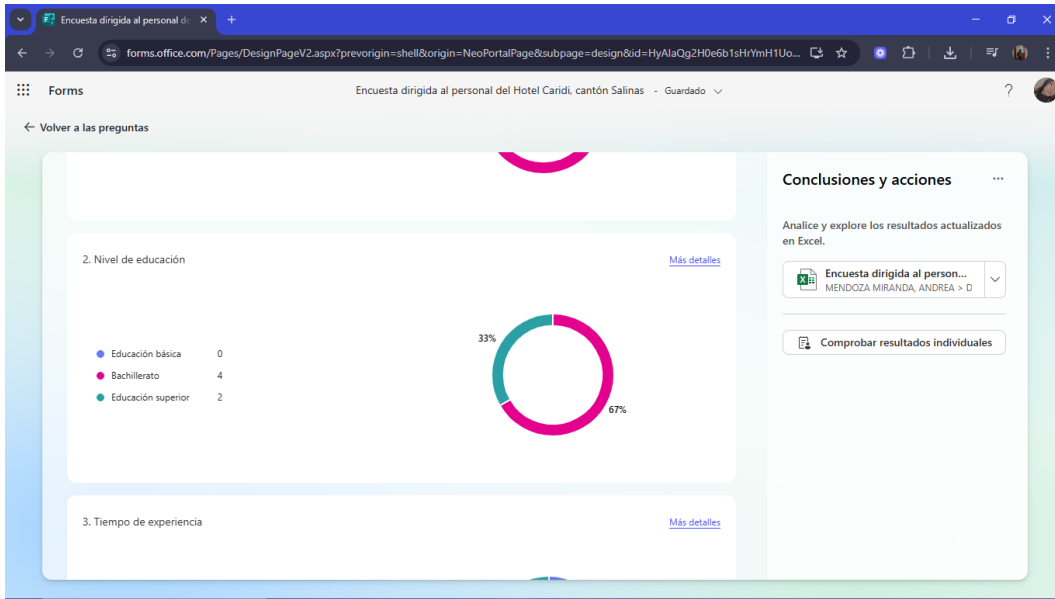 Encuesta dirigida al personal de
forms.office.com/Pages/DesignPageV2.aspx?prevorigin=shell&origin=NeoPortalPage&subpage=design&id=HyAlaQg2H0e6b1sHrYmH1Uo...
Forms
Encuesta dirigida al personal del Hotel Caridi, cantón Salinas - Guardado
?
Volver a las preguntas
Conclusiones y acciones
Analice y explore los resultados actualizados
en Excel.
Encuesta dirigida al person...
MENDOZA MIRANDA, ANDREA > D
Comprobar resultados individuales
2. Nivel de educación
Más detalles
Educación básica 0
Bachillerato 4
Educación superior 2
33%
67%
3. Tiempo de experiencia
Más detalles